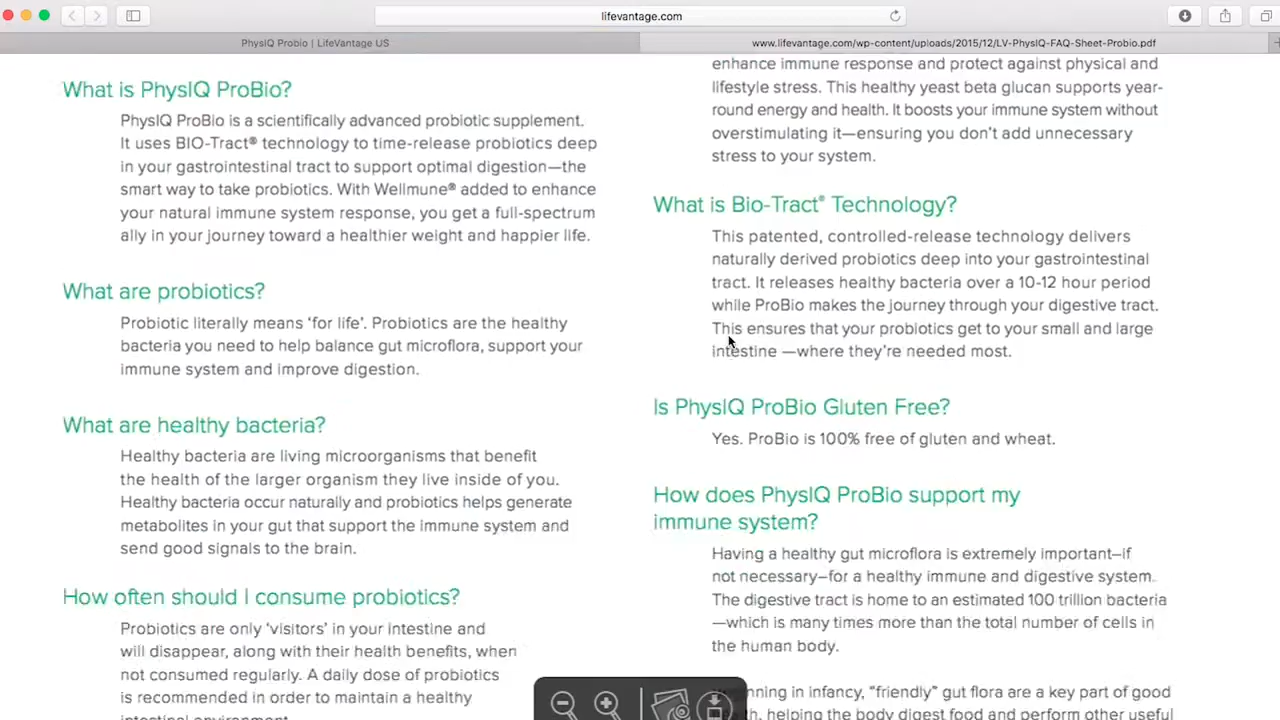 lifevantage.com
PhysIQ Probio | LifeVantage US
www.lifevantage.com/wp-content/uploads/2015/12/LV-PhysIQ-FAQ-Sheet-Probio.pdf
What is PhysIQ ProBio?
PhysIQ ProBio is a scientifically advanced probiotic supplement.
It uses BIO-Tract® technology to time-release probiotics deep
in your gastrointestinal tract to support optimal digestion—the
smart way to take probiotics. With Wellmune® added to enhance
your natural immune system response, you get a full-spectrum
ally in your journey toward a healthier weight and happier life.
What are probiotics?
Probiotic literally means ‘for life’. Probiotics are the healthy
bacteria you need to help balance gut microflora, support your
immune system and improve digestion.
What are healthy bacteria?
Healthy bacteria are living microorganisms that benefit
the health of the larger organism they live inside of you.
Healthy bacteria occur naturally and probiotics helps generate
metabolites in your gut that support the immune system and
send good signals to the brain.
How often should I consume probiotics?
Probiotics are only ‘visitors’ in your intestine and
will disappear, along with their health benefits, when
not consumed regularly. A daily dose of probiotics
is recommended in order to maintain a healthy
intestinal environment.
enhance immune response and protect against physical and
lifestyle stress. This healthy yeast beta glucan supports year-
round energy and health. It boosts your immune system without
overstimulating it—ensuring you don’t add unnecessary
stress to your system.
What is Bio-Tract® Technology?
This patented, controlled-release technology delivers
naturally derived probiotics deep into your gastrointestinal
tract. It releases healthy bacteria over a 10-12 hour period
while ProBio makes the journey through your digestive tract.
This ensures that your probiotics get to your small and large
intestine —where they’re needed most.
Is PhysIQ ProBio Gluten Free?
Yes. ProBio is 100% free of gluten and wheat.
How does PhysIQ ProBio support my
immune system?
Having a healthy gut microflora is extremely important–if
not necessary–for a healthy immune and digestive system.
The digestive tract is home to an estimated 100 trillion bacteria
—which is many times more than the total number of cells in
the human body.
in infancy, “friendly” gut flora are a key part of good
helping the body digest food and perform other useful